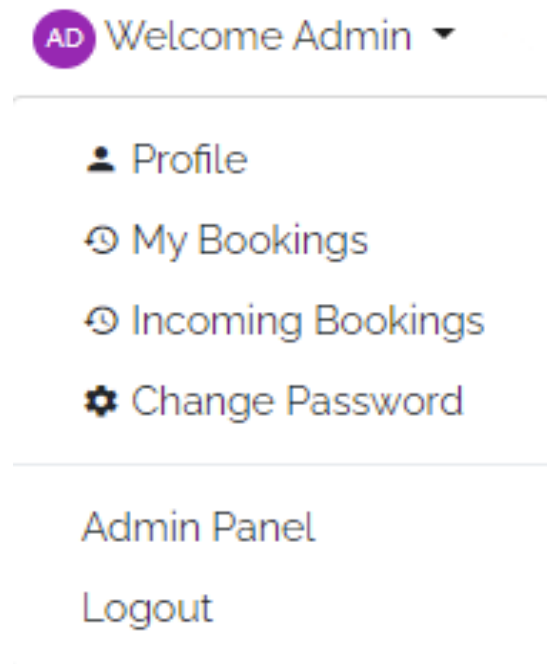 AD Welcome Admin
Profile
My Bookings
Incoming Bookings
Change Password
Admin Panel
Logout